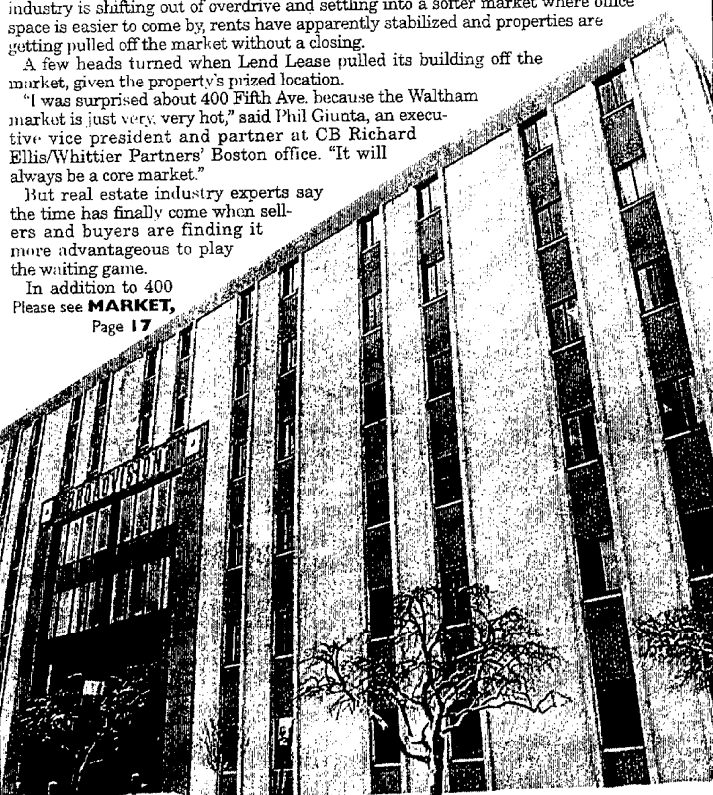 industry is shifting out of overdrive and settling into a softer market where office
space is easier to come by, rents have apparently stabilized and properties are
getting pulled off the market without a closing.
A few heads turned when Lend Lease pulled its building off the
market, given the property's prized location.
"I was surprised about 400 Fifth Ave. because the Waltham
market is just very, very hot," said Phil Giunta, an execu-
tive vice president and partner at CB Richard
Ellis/Whittier Partners' Boston office. "It will
always be a core market."
But real estate industry experts say
the time has finally come when sell-
ers and buyers are finding it
more advantageous to play
the waiting game.
In addition to 400
Please see MARKET,
Page 17
BROADVISION